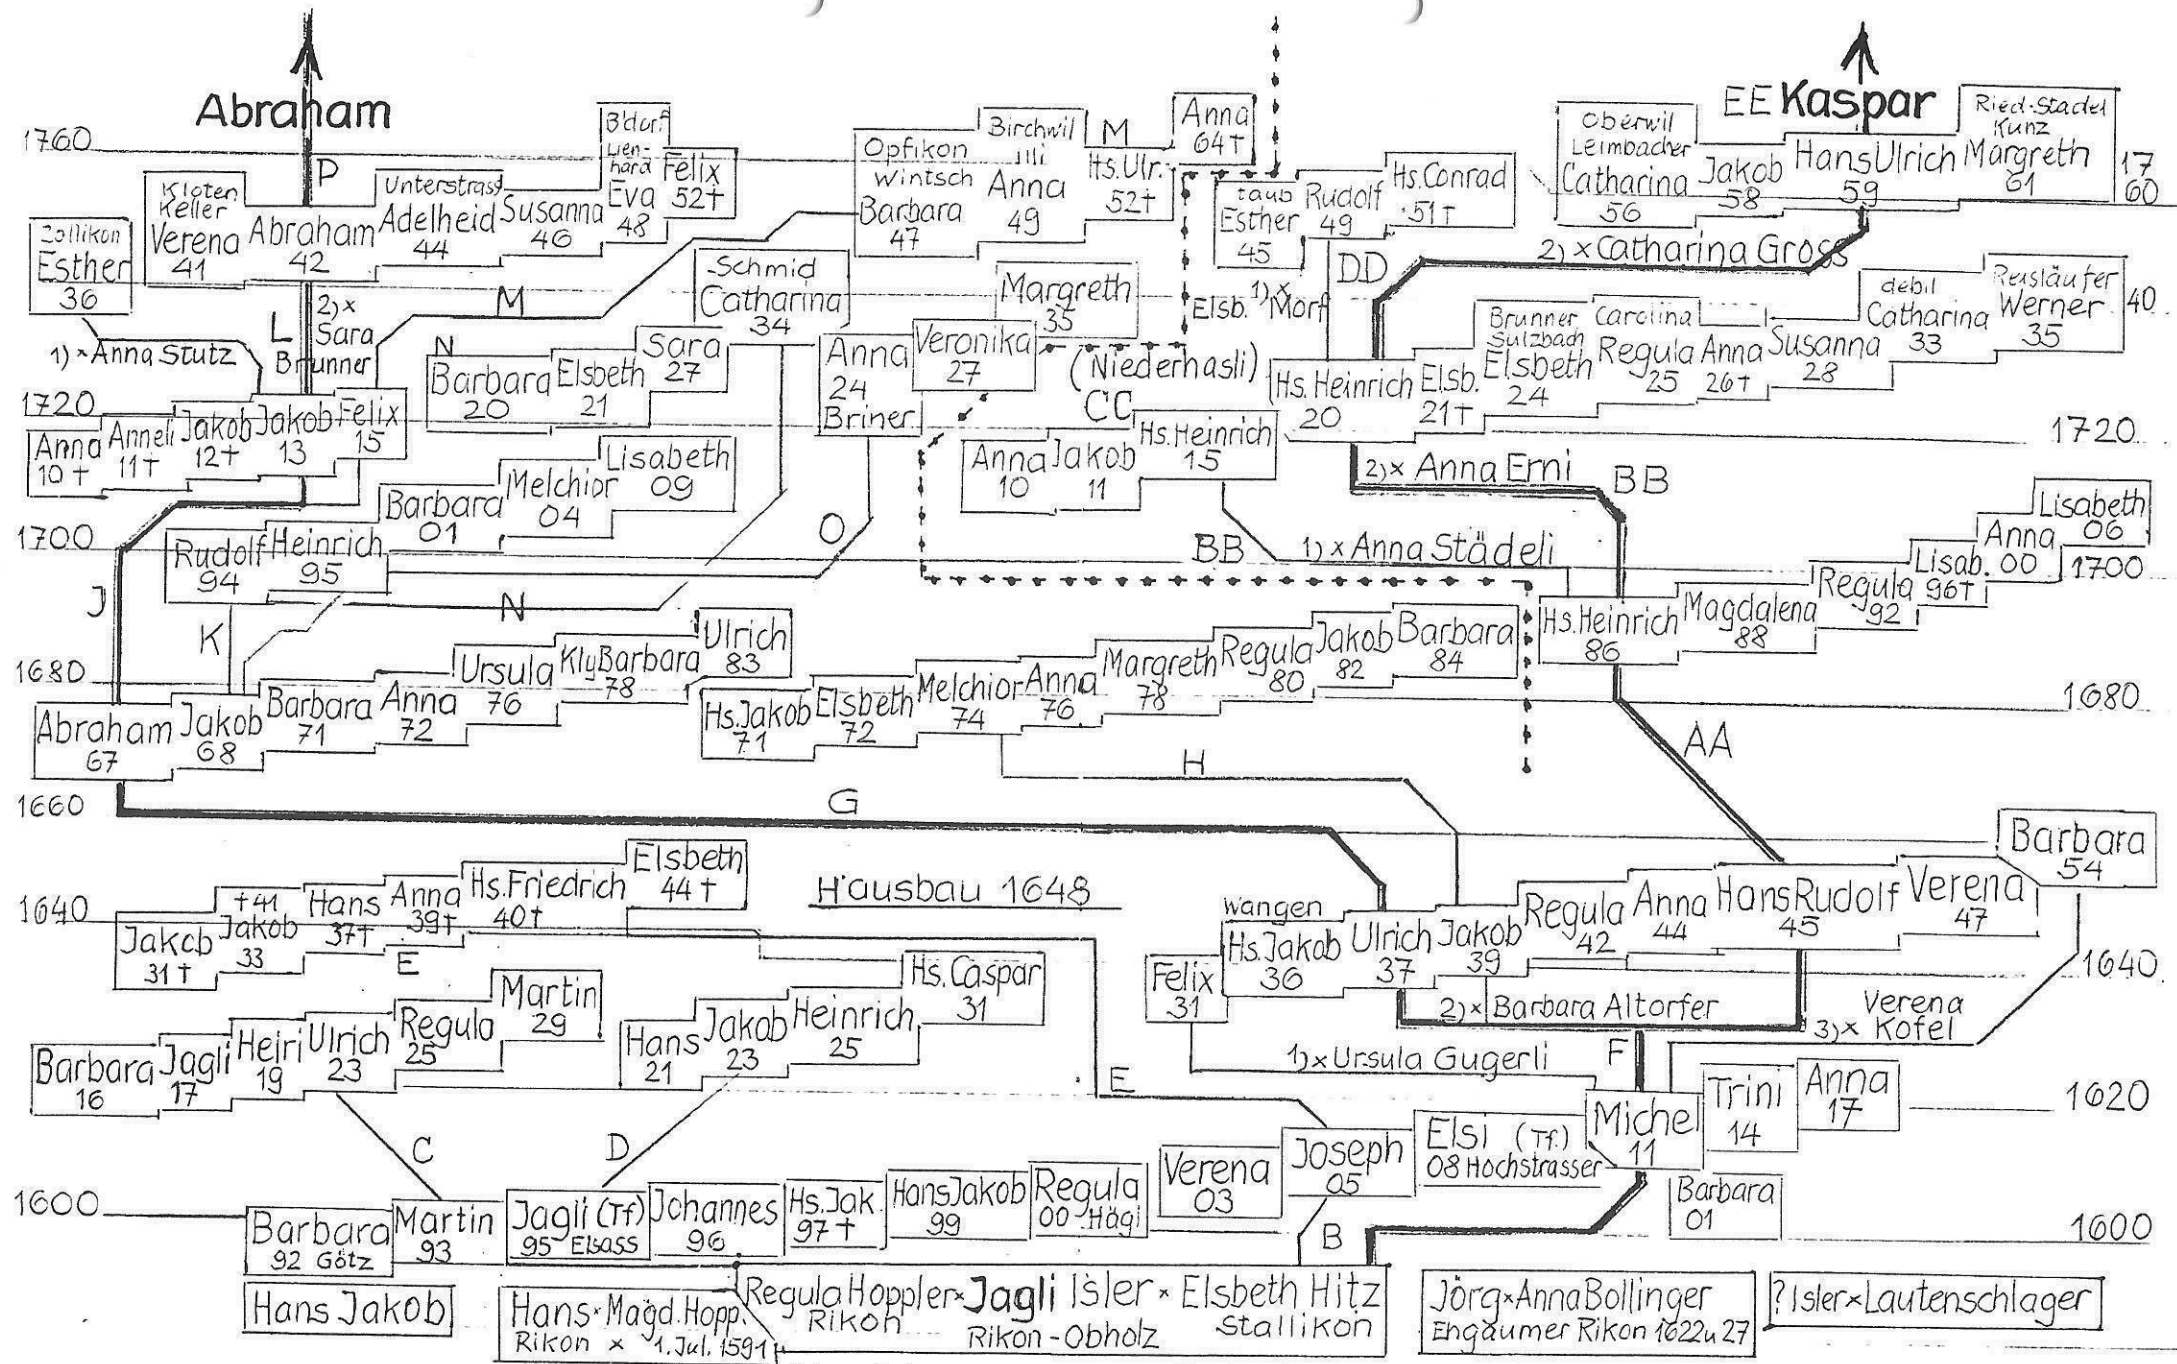 Abraham
EE Kaspar
1760
P
Kloten
Keller
Verena
41
Abraham
42
Unterstrass
Adelheid
44
Susanna
46
B'dorf
Lien-
hard
Eva
48
Felix
52†
Opfikon
Wintsch
Barbara
47
Birchwil
Illi
Anna
49
M
Hs. Ulr.
52†
Anna
64†
taub
Esther
45
Rudolf
49
Hs. Conrad
51†
Oberwil
Leimbacher
Catharina
56
Jakob
58
Hans Ulrich
59
Ried-Stadel
Kunz
Margreth
61
17
60
Zollikon
Esther
36
L
2) ×
Sara
Brunner
1) × Anna Stutz
M
Schmid
Catharina
34
Margreth
35
Elsb. 1) × Morf
DD
2) × Catharina Gross
debil
Catharina
33
Reisläufer
Werner
35
40
N
Barbara
20
Elsbeth
21
Sara
27
Anna
24
Briner
Veronika
27
(Niederhasli)
CC
Hs. Heinrich
20
Elsb.
21†
Brunner
Sulzbach
Elsbeth
24
Carolina
Regula
25
Anna
26†
Susanna
28
1720
Anna
10†
Anneli
11†
Jakob
12†
Jakob
13
Felix
15
Barbara
01
Melchior
04
Lisabeth
09
Anna
10
Jakob
11
Hs. Heinrich
15
2) × Anna Erni
BB
1720
1700
Rudolf
94
Heinrich
95
O
BB
1) × Anna Städeli
Lisabeth
06
Anna
00
Lisab.
96†
1700
J
K
N
Hs. Heinrich
86
Magdalena
88
Regula
92
1680
Abraham
67
Jakob
68
Barbara
71
Anna
72
Ursula
76
Kly Barbara
78
Ulrich
83
Hs. Jakob
71
Elsbeth
72
Melchior
74
Anna
76
Margreth
78
Regula
80
Jakob
82
Barbara
84
1680
AA
H
1660
G
Barbara
54
Hausbau 1648
1640
Jakob
31†
†41
Jakob
33
Hans
37†
Anna
39†
Hs. Friedrich
40†
Elsbeth
44†
E
Felix
31
Wangen
Hs. Jakob
36
Ulrich
37
Jakob
39
Regula
42
Anna
44
Hans Rudolf
45
Verena
47
1640
2) × Barbara Altorfer
Verena
3) × Kofel
Barbara
16
Jagli
17
Heiri
19
Ulrich
23
Regula
25
Martin
29
Hans
21
Jakob
23
Heinrich
25
Hs. Caspar
31
1) × Ursula Gugerli
F
E
1620
C
D
Verena
03
Joseph
05
Elsi (Tf.)
08 Hochstrasser
Michel
11
Trini
14
Anna
17
Barbara
01
1600
Barbara
92 Götz
Martin
93
Jagli (Tf)
95 Elsass
Johannes
96
Hs. Jak.
97†
Hans Jakob
99
Regula
00 Hägi
B
1600
Hans Jakob
Hans × Magd. Hopp.
Rikon × 1. Jul. 1591
Regula Hoppler × Jagli Isler × Elsbeth Hitz
Rikon
Rikon-Obholz
Stallikon
Jörg × Anna Bollinger
Engäumer Rikon 1622 u 27
? Isler × Lautenschlager